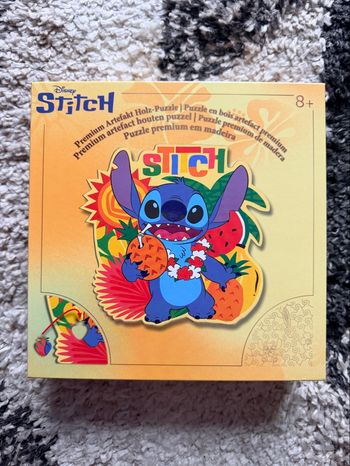 Disney
Stitch
8+
Premium Artefakt Holz-Puzzle | Puzzle en bois artefact premium
Premium artefact houten puzzel | Puzzle premium de madera
Puzzle premium em madeira
STITCH